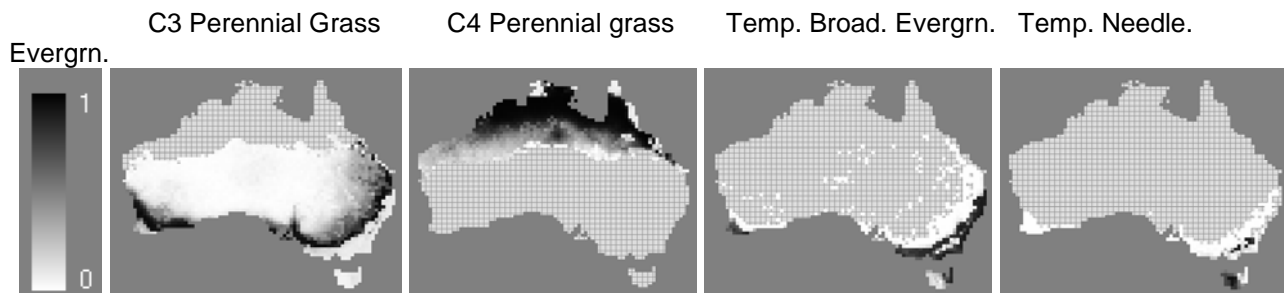 C3 Perennial Grass C4 Perennial grass Temp. Broad. Evergrn. Temp. Needle.
Evergrn.
1
0